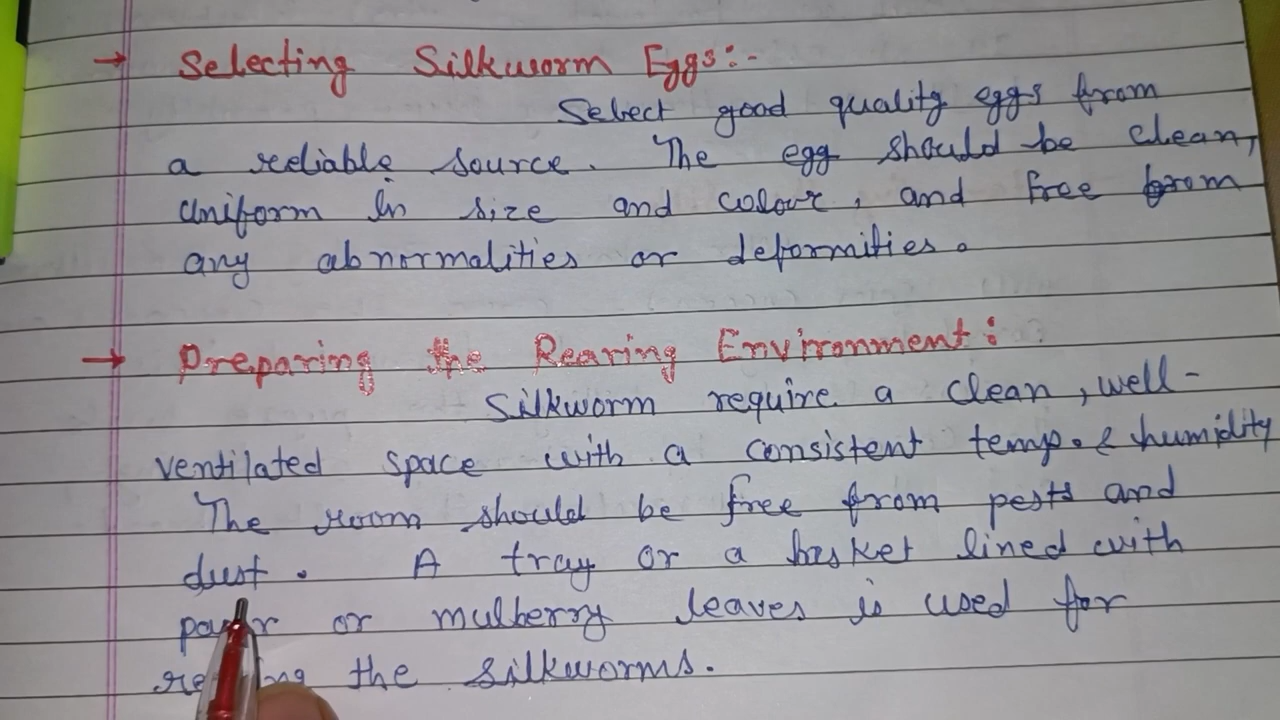 → Selecting Silkworm Eggs:-
Select good quality eggs from
a reliable source. The egg should be clean,
uniform in size and colour, and free from
any abnormalities or deformities.
→ Preparing the Rearing Environment:
Silkworm require a clean, well-
ventilated space with a consistent temp. & humidity
The room should be free from pests and
dust. A tray or a basket lined with
or mulberry leaves is used for
the silkworms.